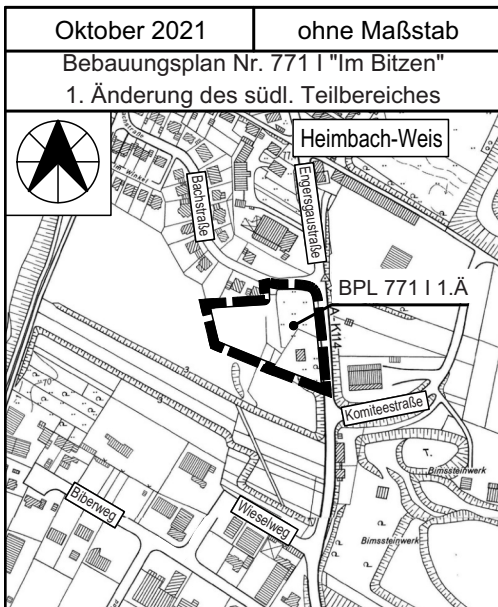 Oktober 2021
ohne Maßstab
Bebauungsplan Nr. 771 I "Im Bitzen"
1. Änderung des südl. Teilbereiches
Heimbach-Weis
Winkel
Bachstraße
Engersgaustraße
BPL 771 I 1.Ä
K114
Komiteestraße
Bimssteinwerk
Biberweg
Wieselweg
Bimssteinwerk